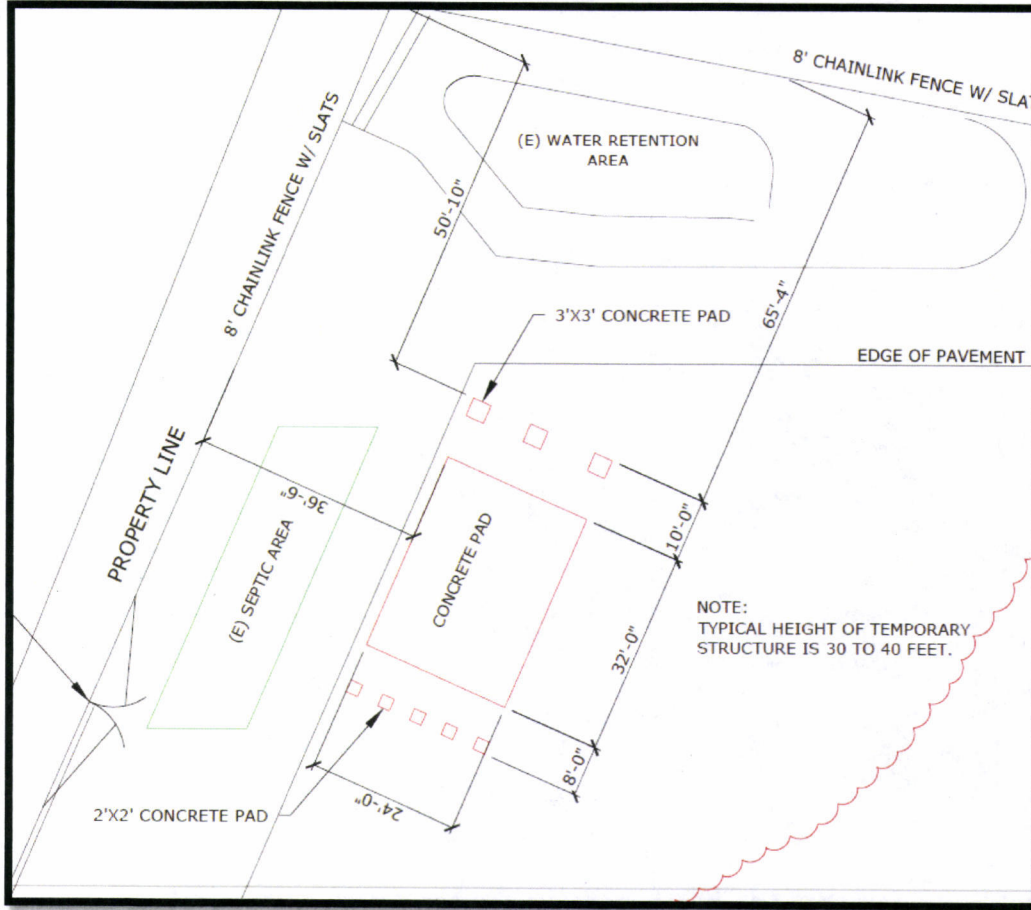 8' CHAINLINK FENCE W/ SLATS
8' CHAINLINK FENCE W/ SLAT
(E) WATER RETENTION
AREA
50'-10"
65'-4"
3'X3' CONCRETE PAD
EDGE OF PAVEMENT
PROPERTY LINE
36'-6"
(E) SEPTIC AREA
CONCRETE PAD
10'-0"
32'-0"
NOTE:
TYPICAL HEIGHT OF TEMPORARY
STRUCTURE IS 30 TO 40 FEET.
8'-0"
24'-0"
2'X2' CONCRETE PAD